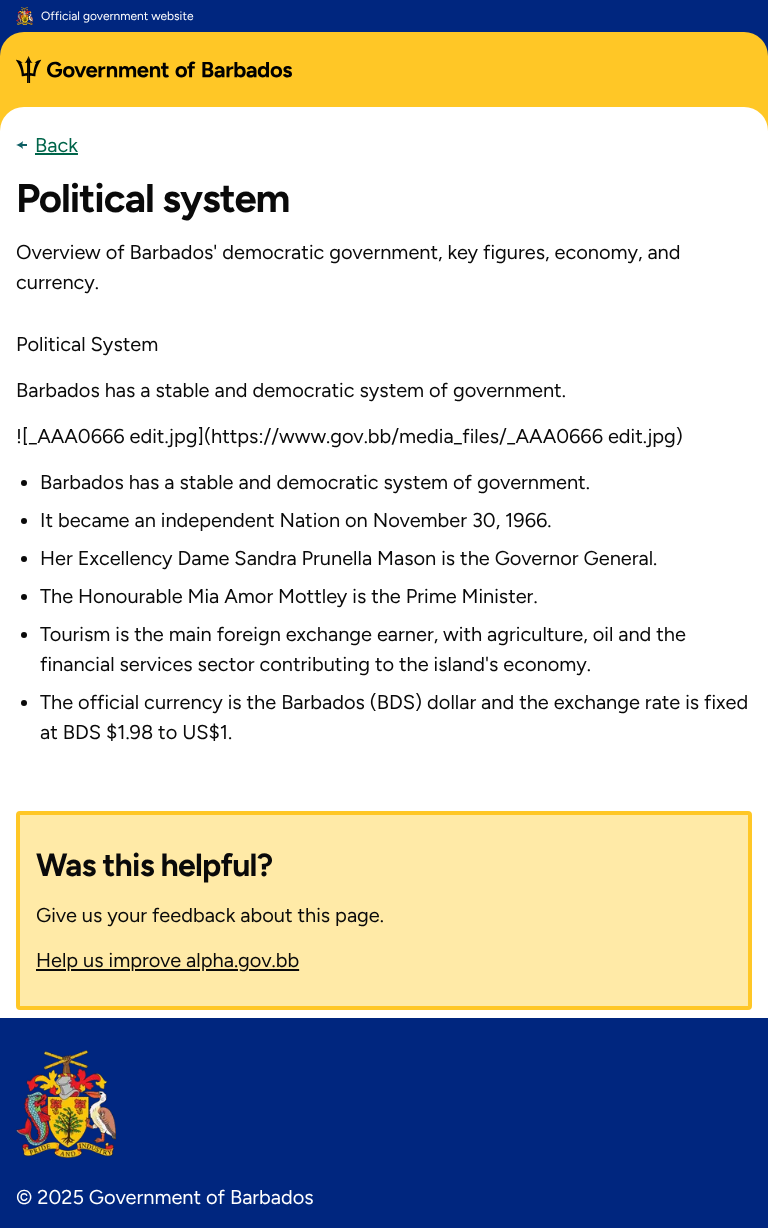 Official government website
Government of Barbados
Back
Political system
Overview of Barbados' democratic government, key figures, economy, and
currency.
Political System
Barbados has a stable and democratic system of government.
![_AAA0666 edit.jpg](https://www.gov.bb/media_files/_AAA0666 edit.jpg)
• Barbados has a stable and democratic system of government.
• It became an independent Nation on November 30, 1966.
• Her Excellency Dame Sandra Prunella Mason is the Governor General.
• The Honourable Mia Amor Mottley is the Prime Minister.
• Tourism is the main foreign exchange earner, with agriculture, oil and the
financial services sector contributing to the island's economy.
• The official currency is the Barbados (BDS) dollar and the exchange rate is fixed
at BDS $1.98 to US$1.
Was this helpful?
Give us your feedback about this page.
Help us improve alpha.gov.bb
PRIDE AND INDUSTRY
© 2025 Government of Barbados